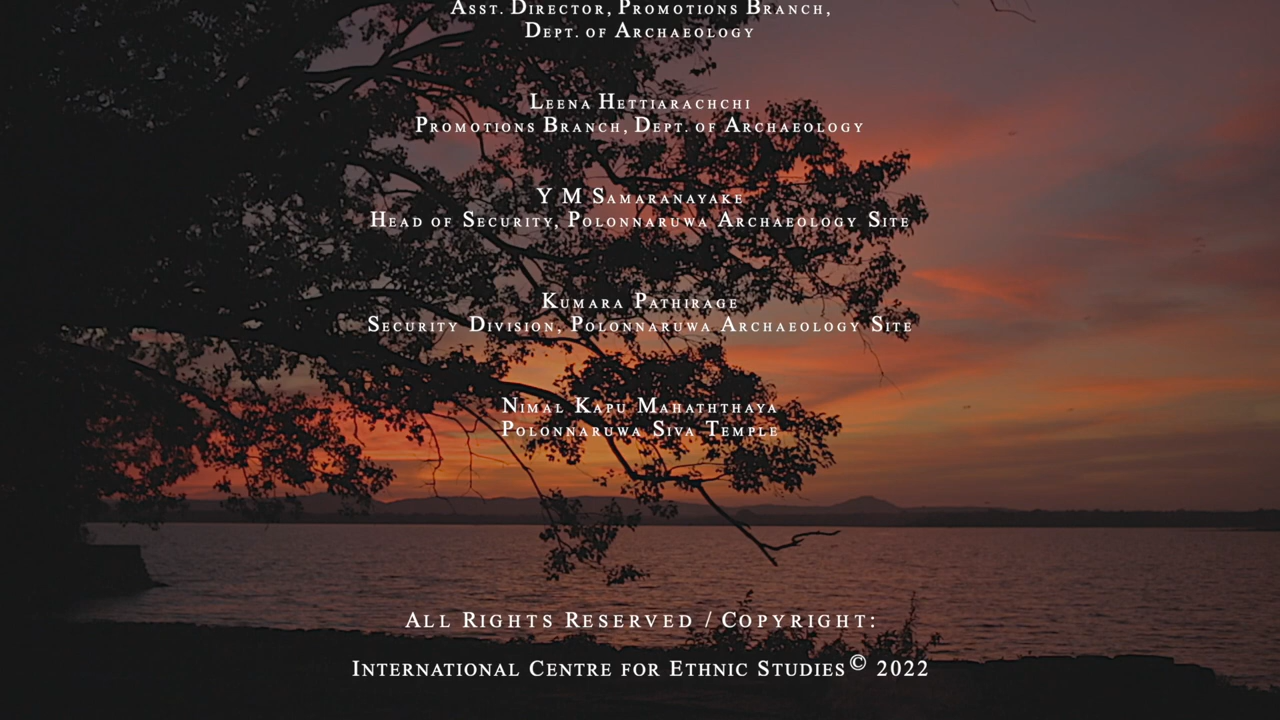 Asst. Director, Promotions Branch,
Dept. of Archaeology
Leena Hettiarachchi
Promotions Branch, Dept. of Archaeology
Y M Samaranayake
Head of Security, Polonnaruwa Archaeology Site
Kumara Pathirage
Security Division, Polonnaruwa Archaeology Site
Nimal Kapu Mahaththaya
Polonnaruwa Siva Temple
All Rights Reserved / Copyright:
International Centre for Ethnic Studies© 2022